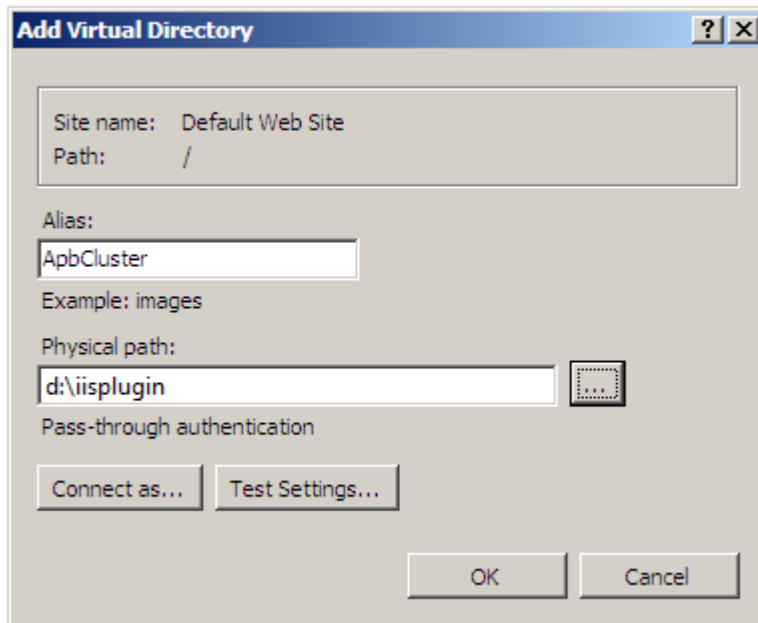 Add Virtual Directory
Site name: Default Web Site
Path: /
Alias:
ApbCluster
Example: images
Physical path:
d:\iisplugin
...
Pass-through authentication
Connect as... Test Settings...
OK Cancel